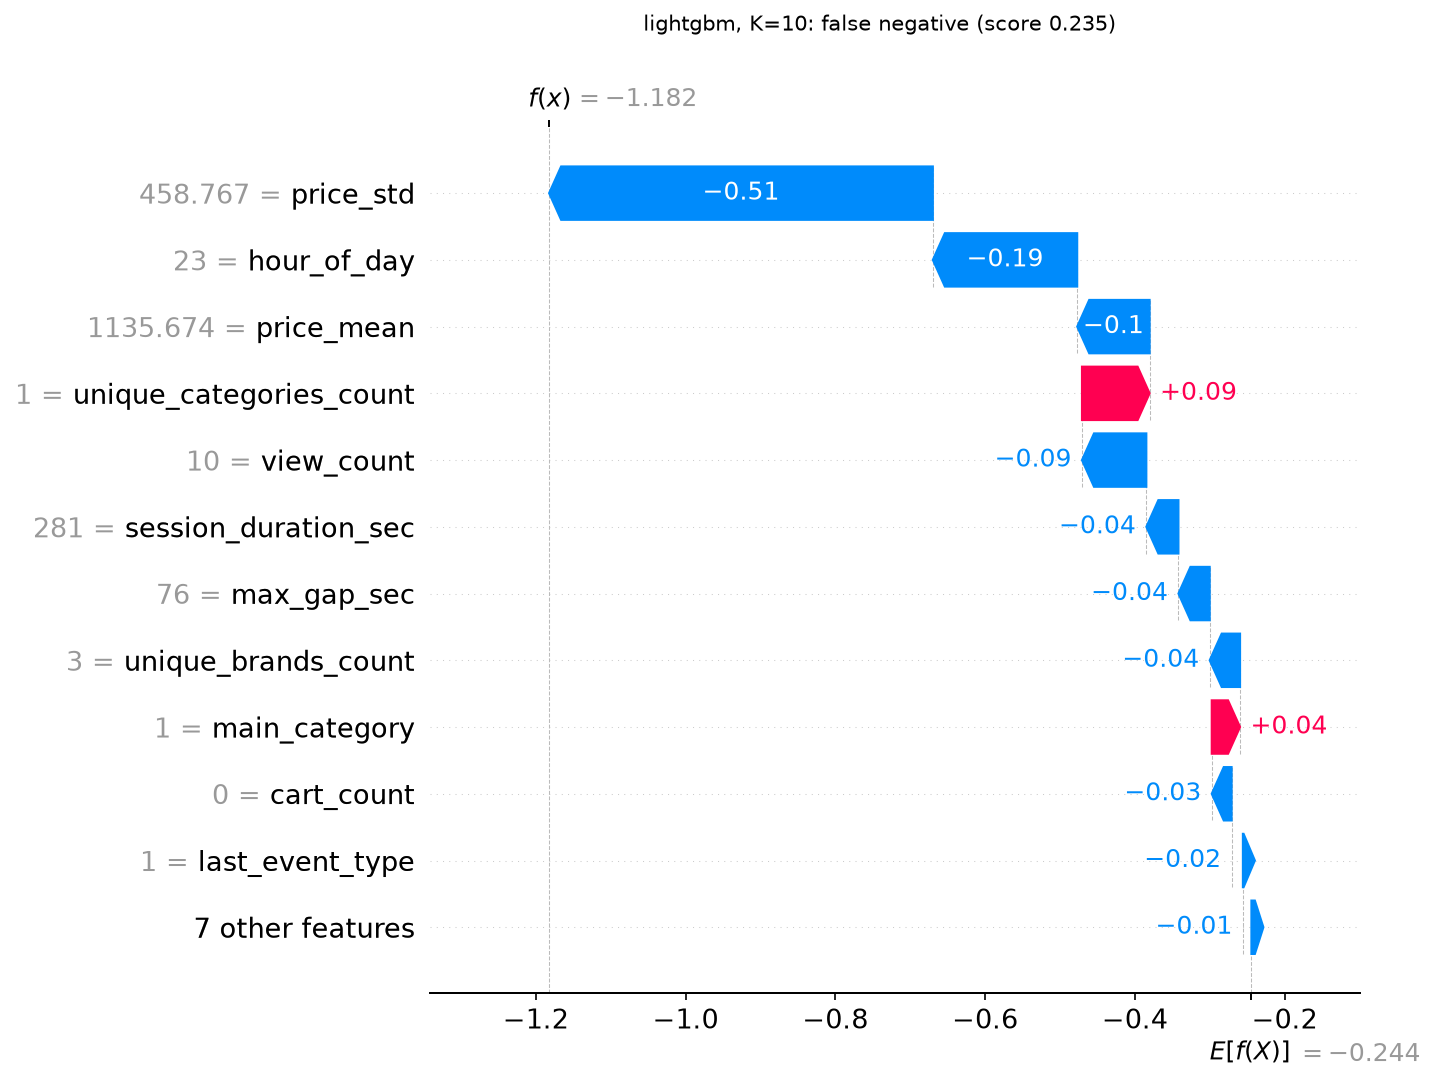 lightgbm, K=10: false negative (score 0.235)
f(x) = −1.182
458.767 = price_std −0.51
23 = hour_of_day −0.19
1135.674 = price_mean −0.1
1 = unique_categories_count +0.09
10 = view_count −0.09
281 = session_duration_sec −0.04
76 = max_gap_sec −0.04
3 = unique_brands_count −0.04
1 = main_category +0.04
0 = cart_count −0.03
1 = last_event_type −0.02
7 other features −0.01
−1.2 −1.0 −0.8 −0.6 −0.4 −0.2
E[f(X)] = −0.244